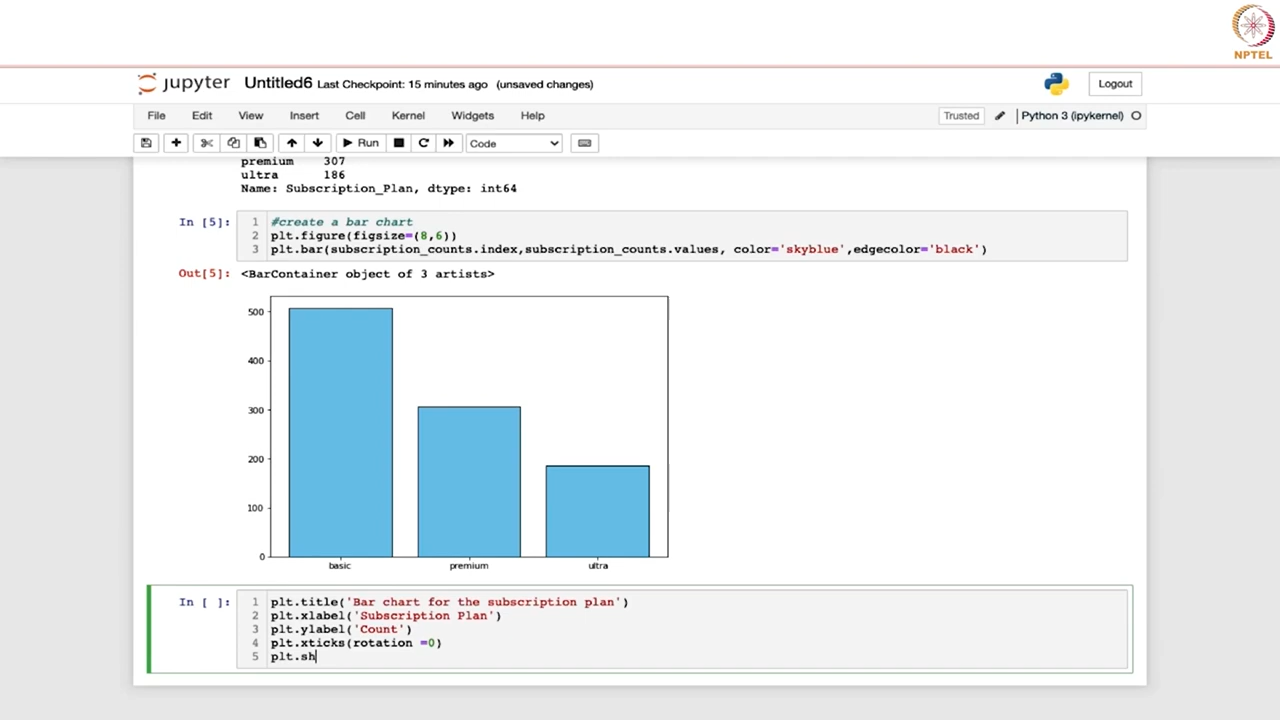 NPTEL
jupyter Untitled6 Last Checkpoint: 15 minutes ago (unsaved changes)
Logout
File Edit View Insert Cell Kernel Widgets Help
Trusted Python 3 (ipykernel)
Run Code
premium 307
ultra 186
Name: Subscription_Plan, dtype: int64
In [5]:
1 #create a bar chart
2 plt.figure(figsize=(8,6))
3 plt.bar(subscription_counts.index,subscription_counts.values, color='skyblue',edgecolor='black')
Out[5]: <BarContainer object of 3 artists>
500
400
300
200
100
0
basic premium ultra
In [ ]:
1 plt.title('Bar chart for the subscription plan')
2 plt.xlabel('Subscription Plan')
3 plt.ylabel('Count')
4 plt.xticks(rotation =0)
5 plt.sh